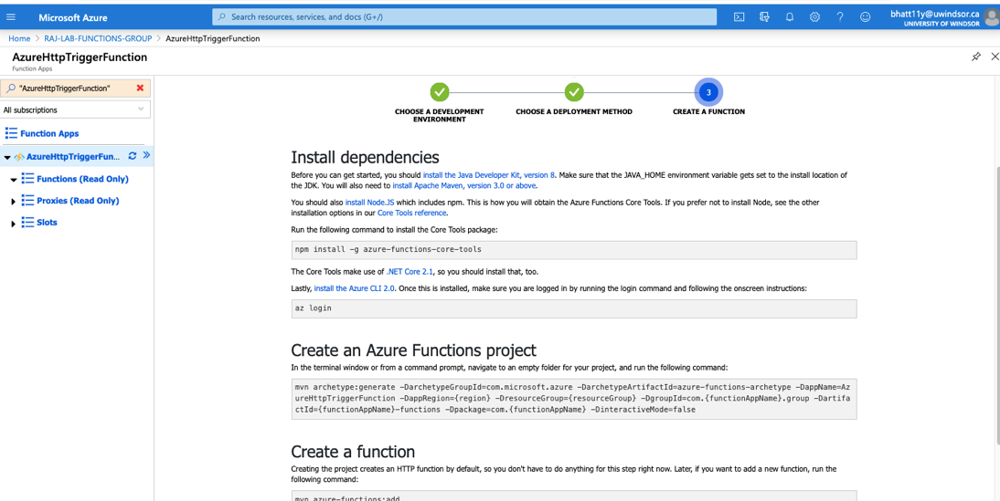 Microsoft Azure
Search resources, services, and docs (G+/)
bhatt11y@uwindsor.ca
UNIVERSITY OF WINDSOR
Home > RAJ-LAB-FUNCTIONS-GROUP > AzureHttpTriggerFunction
AzureHttpTriggerFunction
Function Apps
"AzureHttpTriggerFunction"
All subscriptions
Function Apps
AzureHttpTriggerFun...
Functions (Read Only)
Proxies (Read Only)
Slots
3
CHOOSE A DEVELOPMENT
ENVIRONMENT
CHOOSE A DEPLOYMENT METHOD
CREATE A FUNCTION
Install dependencies
Before you can get started, you should install the Java Developer Kit, version 8. Make sure that the JAVA_HOME environment variable gets set to the install location of
the JDK. You will also need to install Apache Maven, version 3.0 or above.
You should also install Node.JS which includes npm. This is how you will obtain the Azure Functions Core Tools. If you prefer not to install Node, see the other
installation options in our Core Tools reference.
Run the following command to install the Core Tools package:
npm install -g azure-functions-core-tools
The Core Tools make use of .NET Core 2.1, so you should install that, too.
Lastly, install the Azure CLI 2.0. Once this is installed, make sure you are logged in by running the login command and following the onscreen instructions:
az login
Create an Azure Functions project
In the terminal window or from a command prompt, navigate to an empty folder for your project, and run the following command:
mvn archetype:generate -DarchetypeGroupId=com.microsoft.azure -DarchetypeArtifactId=azure-functions-archetype -DappName=Az
ureHttpTriggerFunction -DappRegion={region} -DresourceGroup={resourceGroup} -DgroupId=com.{functionAppName}.group -Dartifa
ctId={functionAppName}-functions -Dpackage=com.{functionAppName} -DinteractiveMode=false
Create a function
Creating the project creates an HTTP function by default, so you don't have to do anything for this step right now. Later, if you want to add a new function, run the
following command:
mvn azure-functions:add